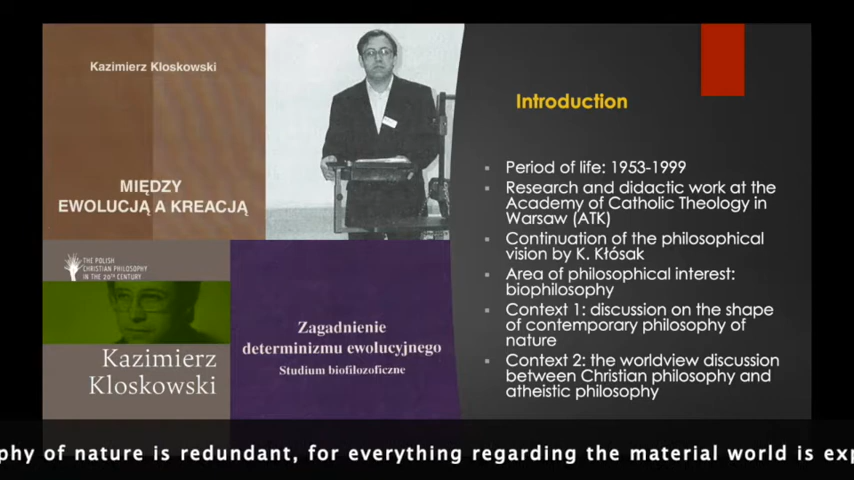 Kazimierz Kloskowski
MIĘDZY
EWOLUCJĄ A KREACJĄ
THE POLISH
CHRISTIAN PHILOSOPHY
IN THE 20TH CENTURY
Kazimierz
Kloskowski
Zagadnienie
determinizmu ewolucyjnego
Studium biofilozoficzne
Introduction
Period of life: 1953-1999
Research and didactic work at the
Academy of Catholic Theology in
Warsaw (ATK)
Continuation of the philosophical
vision by K. Kłósak
Area of philosophical interest:
biophilosophy
Context 1: discussion on the shape
of contemporary philosophy of
nature
Context 2: the worldview discussion
between Christian philosophy and
atheistic philosophy
phy of nature is redundant, for everything regarding the material world is exp